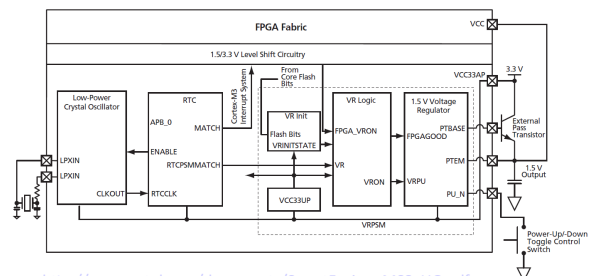 FPGA Fabric
VCC
1.5/3.3 V Level Shift Circuitry
VCC33AP
3.3 V
From
Core Flash
Bits
Cortex-M3
Interrupt System
Low-Power
Crystal Oscillator
RTC
APB_0
MATCH
ENABLE
RTCPSMMATCH
CLKOUT
RTCCLK
LPXIN
LPXIN
VR Init
Flash Bits
VRINITSTATE
VCC33UP
VR Logic
FPGA_VRON
VR
VRON
1.5 V Voltage
Regulator
FPGAGOOD
VRPU
PTBASE
PTEM
PU_N
VRPSM
External
Pass
Transistor
1.5 V
Output
Power-Up/-Down
Toggle Control
Switch